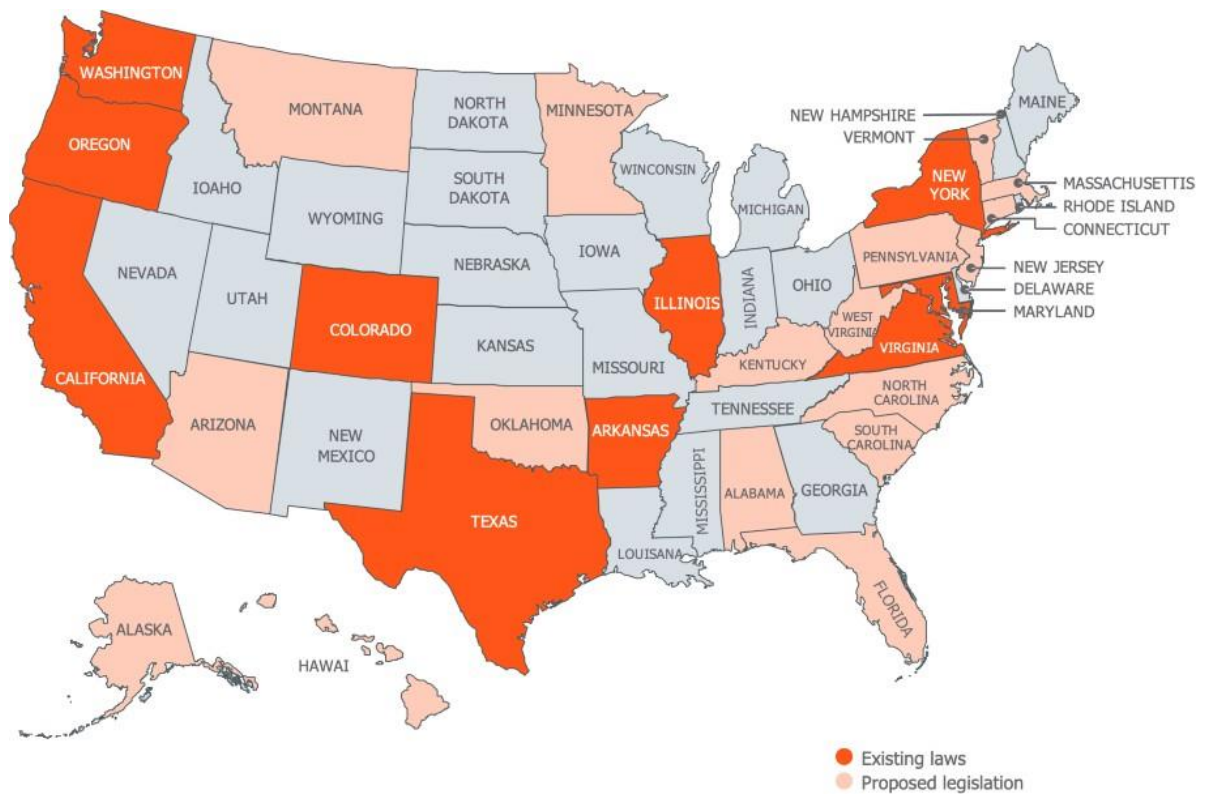 WASHINGTON
MONTANA
NORTH
DAKOTA
MINNESOTA
MAINE
NEW HAMPSHIRE
VERMONT
OREGON
IOAHO
SOUTH
DAKOTA
WISCONSIN
MICHIGAN
NEW
YORK
MASSACHUSETTIS
RHODE ISLAND
CONNECTICUT
WYOMING
IOWA
PENNSYLVANIA
NEW JERSEY
DELAWARE
MARYLAND
NEVADA
UTAH
COLORADO
NEBRASKA
ILLINOIS
INDIANA
OHIO
WEST
VIRGINIA
VIRGINIA
CALIFORNIA
KANSAS
MISSOURI
KENTUCKY
ARIZONA
NEW
MEXICO
OKLAHOMA
ARKANSAS
TENNESSEE
NORTH
CAROLINA
SOUTH
CAROLINA
TEXAS
LOUISANA
MISSISSIPPI
ALABAMA
GEORGIA
FLORIDA
ALASKA
HAWAI
Existing laws
Proposed legislation